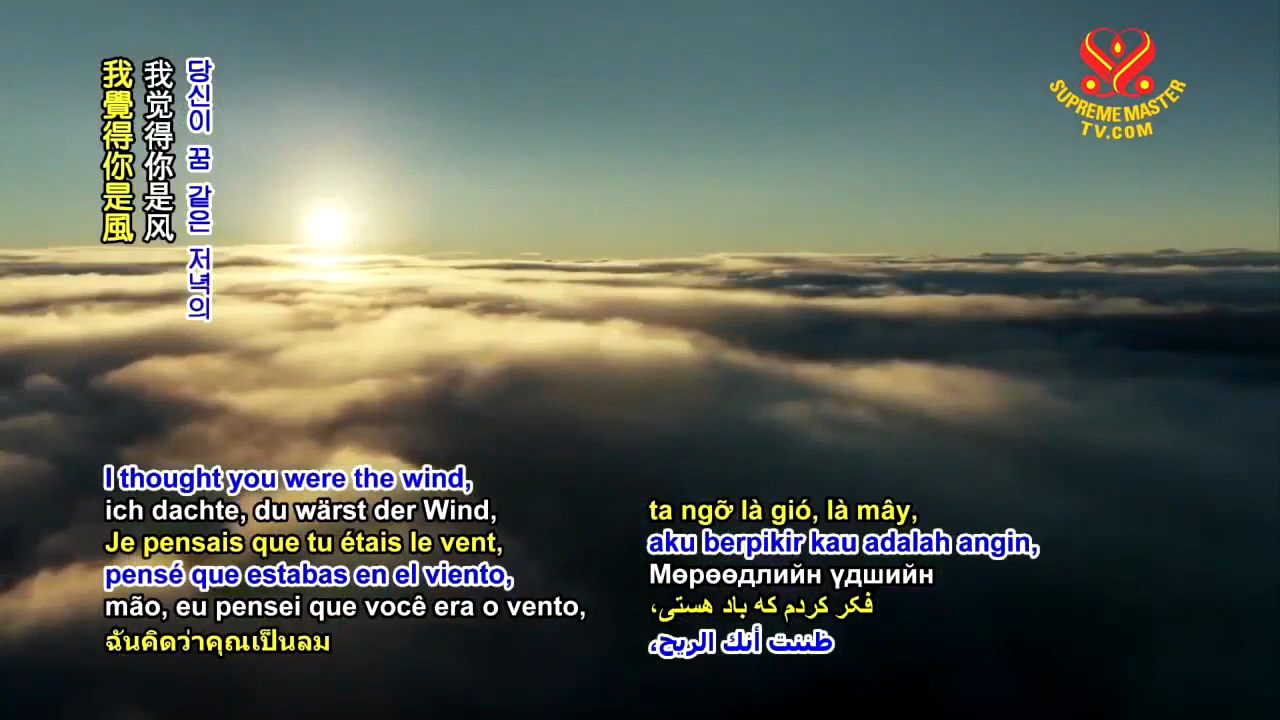 我覺得你是風
我觉得你是风
당신이 꿈 같은 저녁의
SUPREME MASTER
TV.COM
I thought you were the wind,
ich dachte, du wärst der Wind,
Je pensais que tu étais le vent,
pensé que estabas en el viento,
mão, eu pensei que você era o vento,
ฉันคิดว่าคุณเป็นลม
ta ngỡ là gió, là mây,
aku berpikir kau adalah angin,
Мөрөөдлийн үдшийн
فکر کردم که باد هستی،
ظننت أنك الريح،